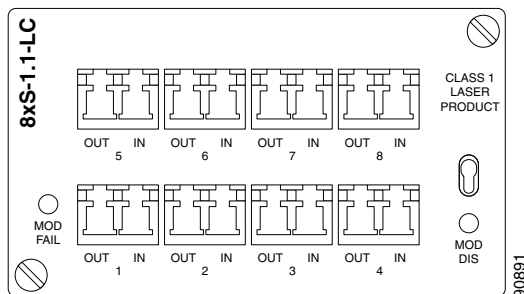 8xS-1.1-LC
CLASS 1
LASER
PRODUCT
OUT IN OUT IN OUT IN OUT IN
5 6 7 8
MOD
FAIL
MOD
DIS
OUT IN OUT IN OUT IN OUT IN
1 2 3 4
90891